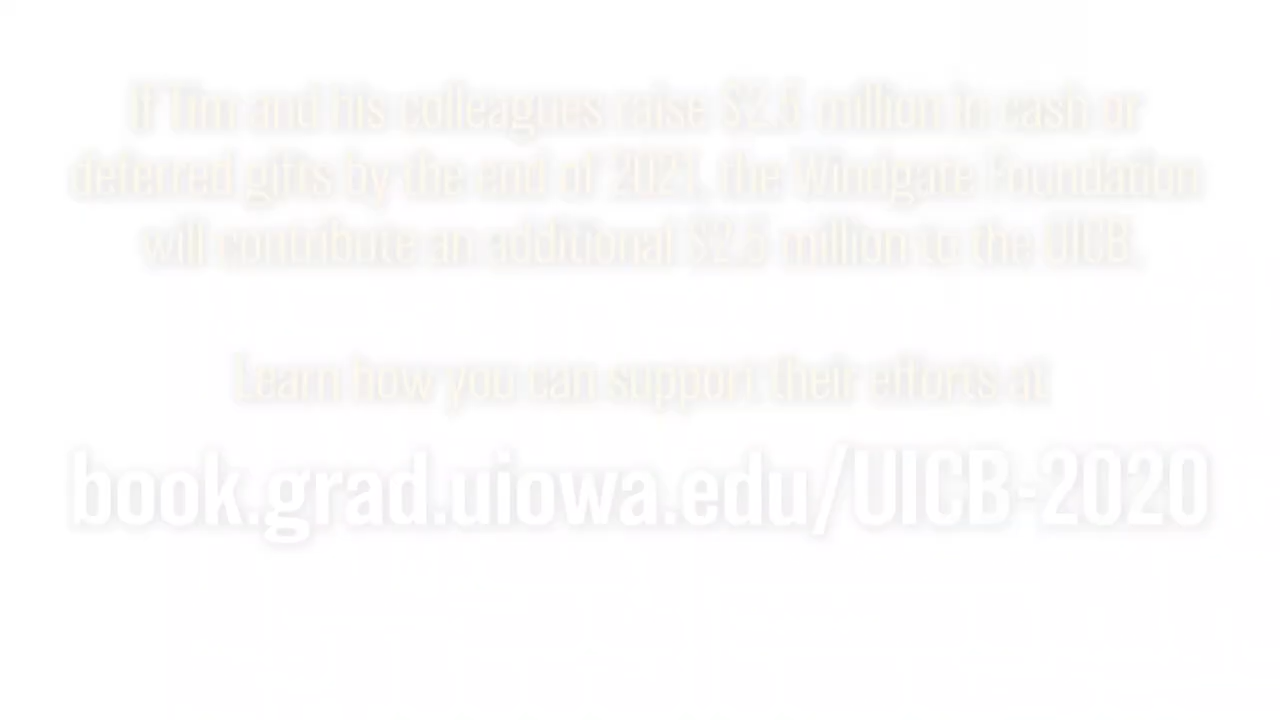 If Tim and his colleagues raise $2.5 million in cash or
deferred gifts by the end of 2021, the Windgate Foundation
will contribute an additional $2.5 million to the UICB.
Learn how you can support their efforts at
book.grad.uiowa.edu/UICB-2020